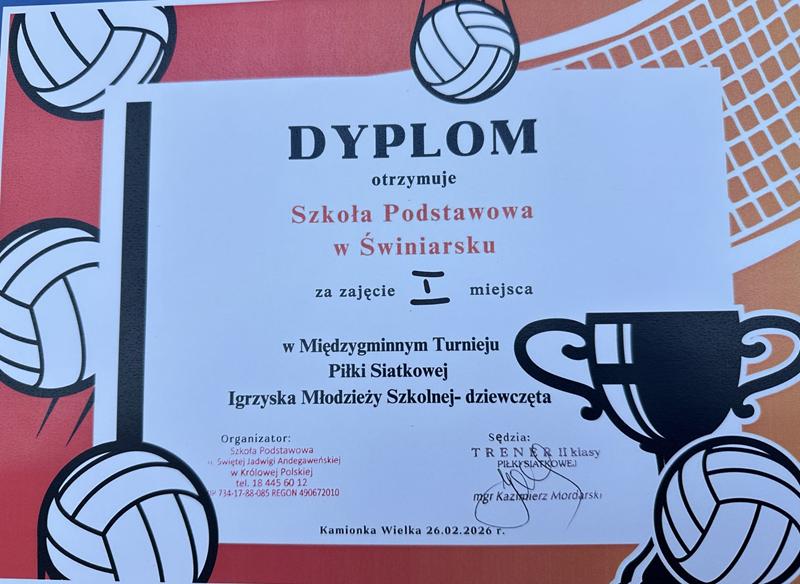 DYPLOM
otrzymuje
Szkoła Podstawowa
w Świniarsku
za zajęcie I miejsca
w Międzygminnym Turnieju
Piłki Siatkowej
Igrzyska Młodzieży Szkolnej- dziewczęta
Organizator:
Szkoła Podstawowa
Świętej Jadwigi Andegaweńskiej
w Królowej Polskiej
tel. 18 445 60 12
734-17-88-085 REGON 490672010
Sędzia:
TRENER II klasy
PIŁKI SIATKOWEJ
mgr Kazimierz Mordarski
Kamionka Wielka 26.02.2026 r.